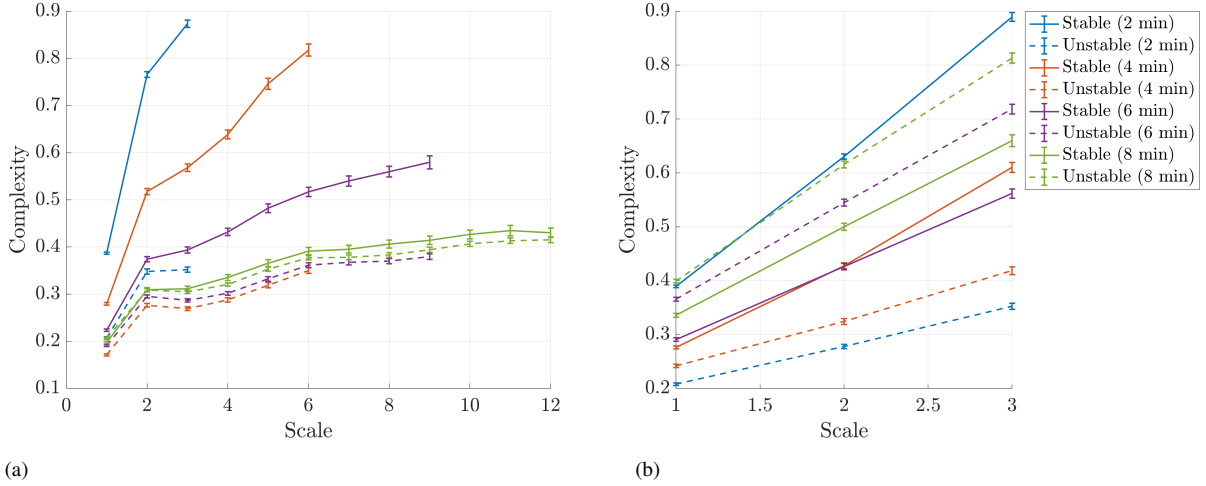 0.9
0.8
0.7
0.6
0.5
0.4
0.3
0.2
0.1
Complexity
0 2 4 6 8 10 12
Scale
(a)
0.9
0.8
0.7
0.6
0.5
0.4
0.3
0.2
Complexity
1 1.5 2 2.5 3
Scale
(b)
Stable (2 min)
Unstable (2 min)
Stable (4 min)
Unstable (4 min)
Stable (6 min)
Unstable (6 min)
Stable (8 min)
Unstable (8 min)